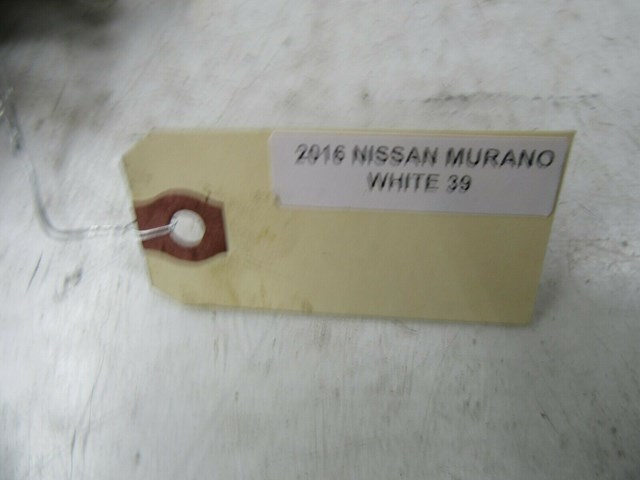 2016 NISSAN MURANO
WHITE 39